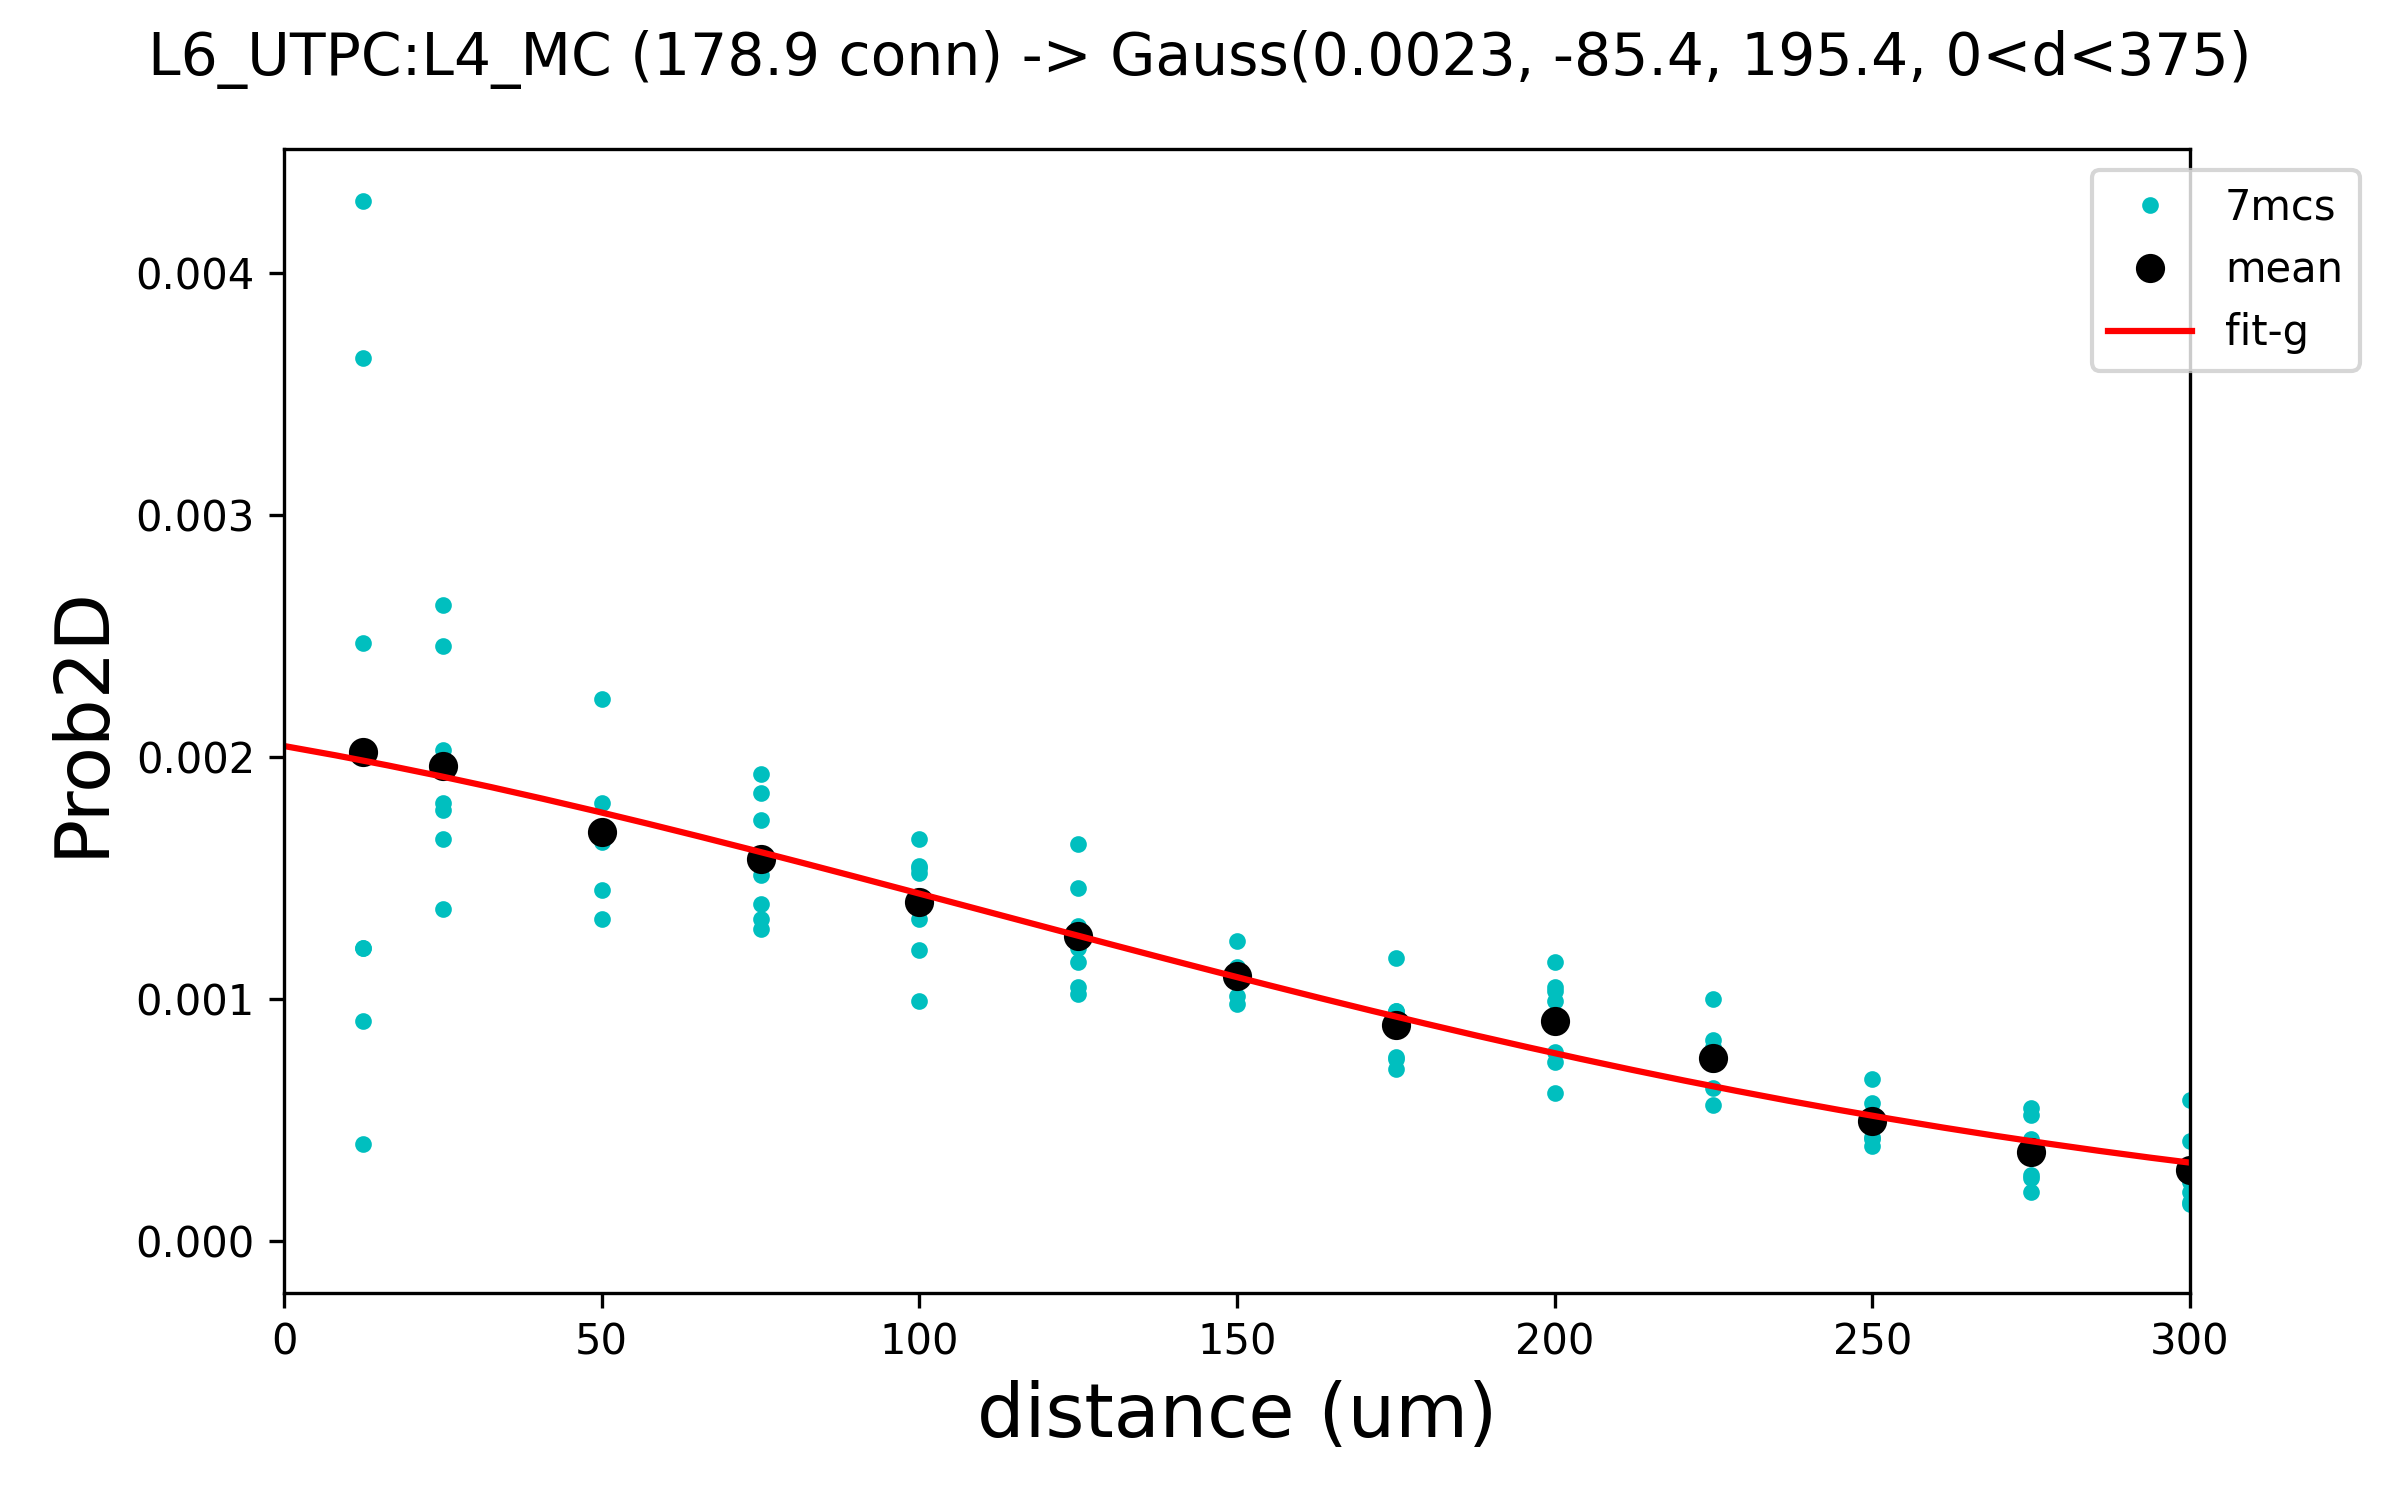 L6_UTPC:L4_MC (178.9 conn) -> Gauss(0.0023, -85.4, 195.4, 0<d<375)
7mcs
mean
fit-g
Prob2D
0.004
0.003
0.002
0.001
0.000
0 50 100 150 200 250 300
distance (um)